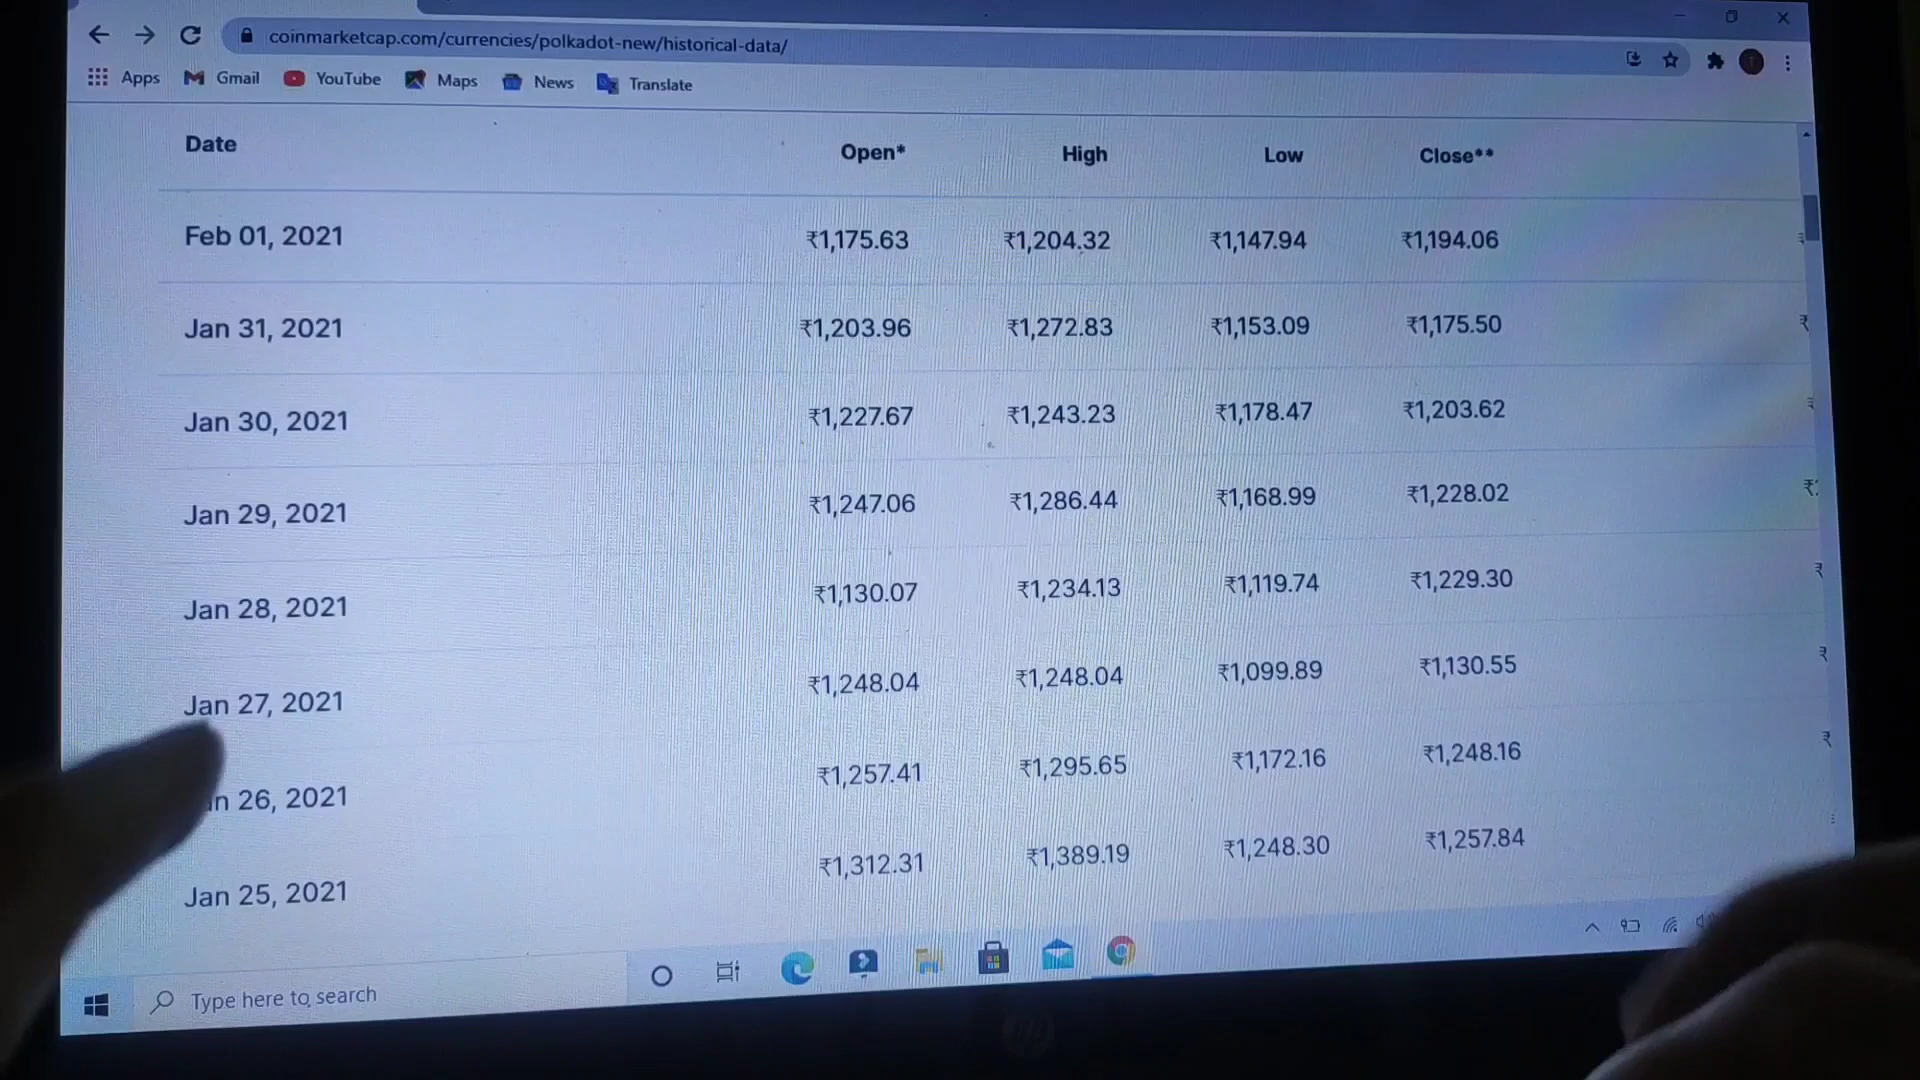 coinmarketcap.com/currencies/polkadot-new/historical-data/
Apps Gmail YouTube Maps News Translate
Date Open* High Low Close**
Feb 01, 2021 ₹1,175.63 ₹1,204.32 ₹1,147.94 ₹1,194.06 ₹
Jan 31, 2021 ₹1,203.96 ₹1,272.83 ₹1,153.09 ₹1,175.50 ₹
Jan 30, 2021 ₹1,227.67 ₹1,243.23 ₹1,178.47 ₹1,203.62 ₹
Jan 29, 2021 ₹1,247.06 ₹1,286.44 ₹1,168.99 ₹1,228.02 ₹
Jan 28, 2021 ₹1,130.07 ₹1,234.13 ₹1,119.74 ₹1,229.30 ₹
Jan 27, 2021 ₹1,248.04 ₹1,248.04 ₹1,099.89 ₹1,130.55 ₹
n 26, 2021 ₹1,257.41 ₹1,295.65 ₹1,172.16 ₹1,248.16 ₹
Jan 25, 2021 ₹1,312.31 ₹1,389.19 ₹1,248.30 ₹1,257.84
Type here to search
hp